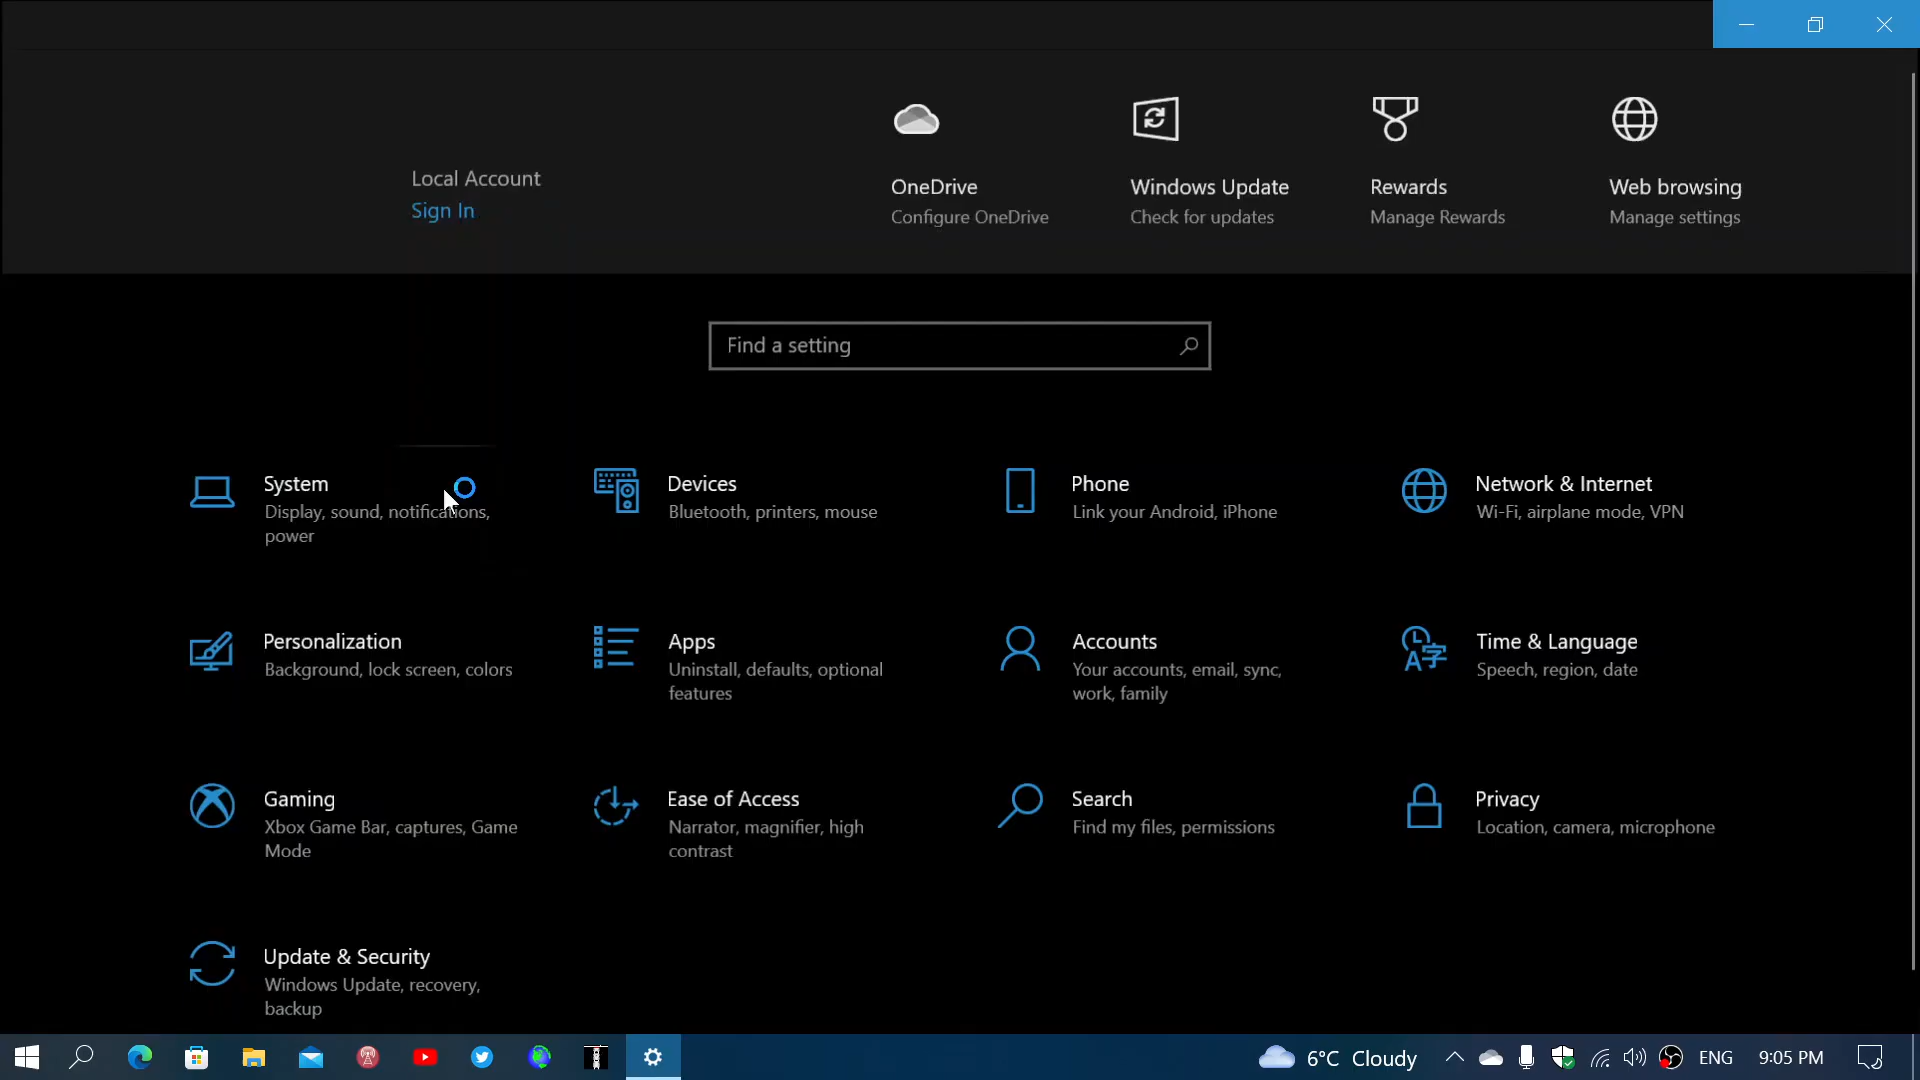 Local Account
Sign In
OneDrive
Configure OneDrive
Windows Update
Check for updates
Rewards
Manage Rewards
Web browsing
Manage settings
Find a setting
System
Display, sound, notifications,
power
Devices
Bluetooth, printers, mouse
Phone
Link your Android, iPhone
Network & Internet
Wi-Fi, airplane mode, VPN
Personalization
Background, lock screen, colors
Apps
Uninstall, defaults, optional
features
Accounts
Your accounts, email, sync,
work, family
Time & Language
Speech, region, date
Gaming
Xbox Game Bar, captures, Game
Mode
Ease of Access
Narrator, magnifier, high
contrast
Search
Find my files, permissions
Privacy
Location, camera, microphone
Update & Security
Windows Update, recovery,
backup
6°C Cloudy
ENG
9:05 PM